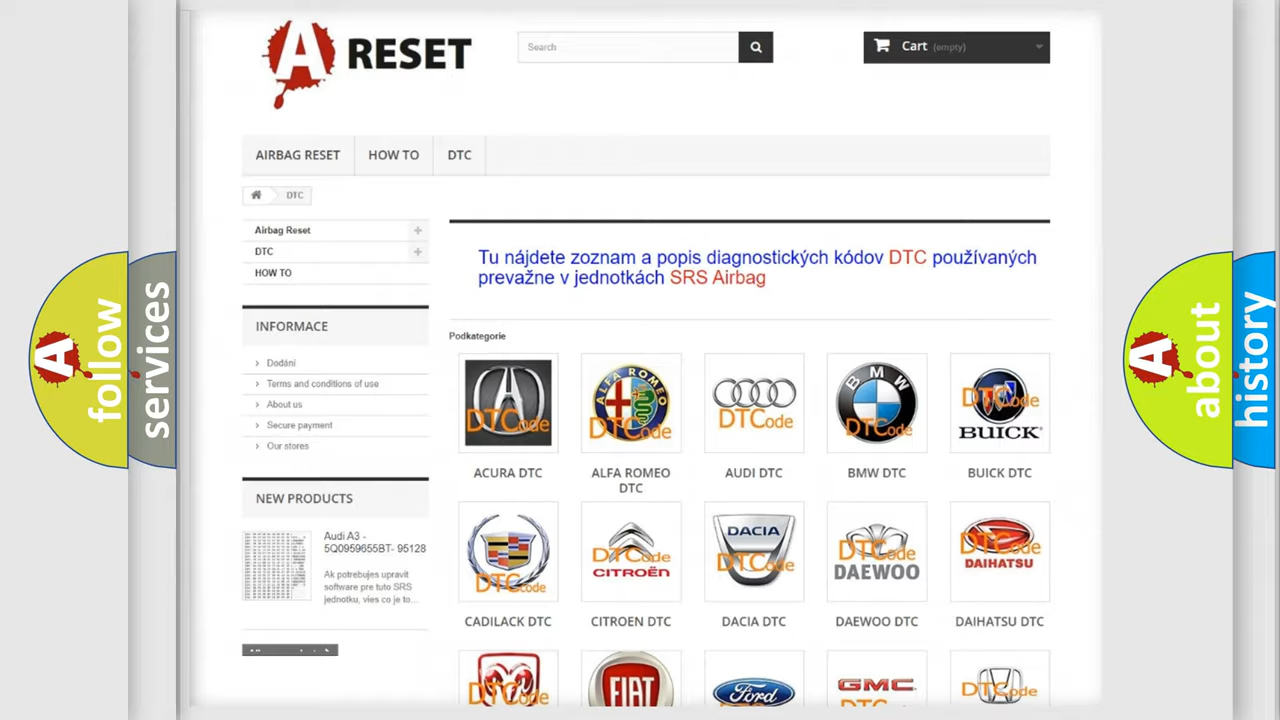 A RESET
Search
Cart (empty)
AIRBAG RESET
HOW TO
DTC
DTC
Airbag Reset
DTC
HOW TO
INFORMACE
Dodání
Terms and conditions of use
About us
Secure payment
Our stores
NEW PRODUCTS
Audi A3 -
5Q0959655BT- 95128
Ak potrebujes upravit
software pre tuto SRS
jednotku, vies co je to...
Tu nájdete zoznam a popis diagnostických kódov DTC používaných
prevažne v jednotkách SRS Airbag
Podkategorie
DTCode
ALFA ROMEO
DTCode
DTCode
BMW
DTCode
DTCode
BUICK
ACURA DTC
ALFA ROMEO
DTC
AUDI DTC
BMW DTC
BUICK DTC
DTCode
DTCode
CITROËN
DACIA
DTCode
DTCode
DAEWOO
DTCode
DAIHATSU
CADILACK DTC
CITROEN DTC
DACIA DTC
DAEWOO DTC
DAIHATSU DTC
DTCode
FIAT
Ford
GMC
DTCode
A follow
services
A about
history